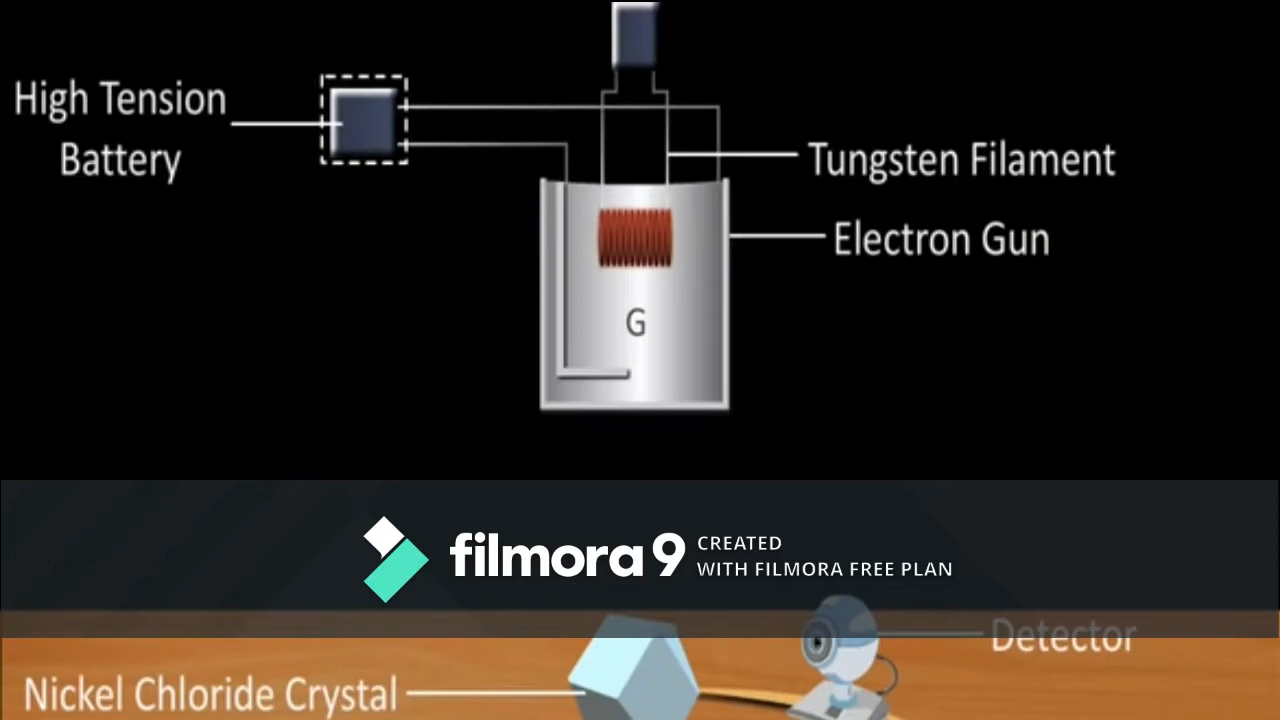 High Tension
Battery
Tungsten Filament
Electron Gun
G
filmora 9
CREATED
WITH FILMORA FREE PLAN
Detector
Nickel Chloride Crystal